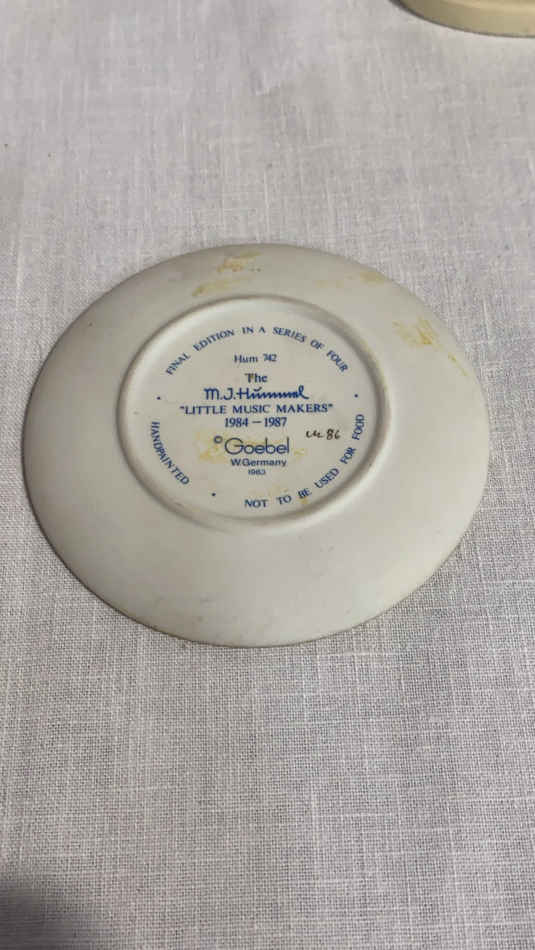 FINAL EDITION IN A SERIES OF FOUR
Hum 742
The
M.J.Hummel
"LITTLE MUSIC MAKERS"
1984 – 1987
© Goebel
W.Germany
1983
86
HANDPAINTED
NOT TO BE USED FOR FOOD